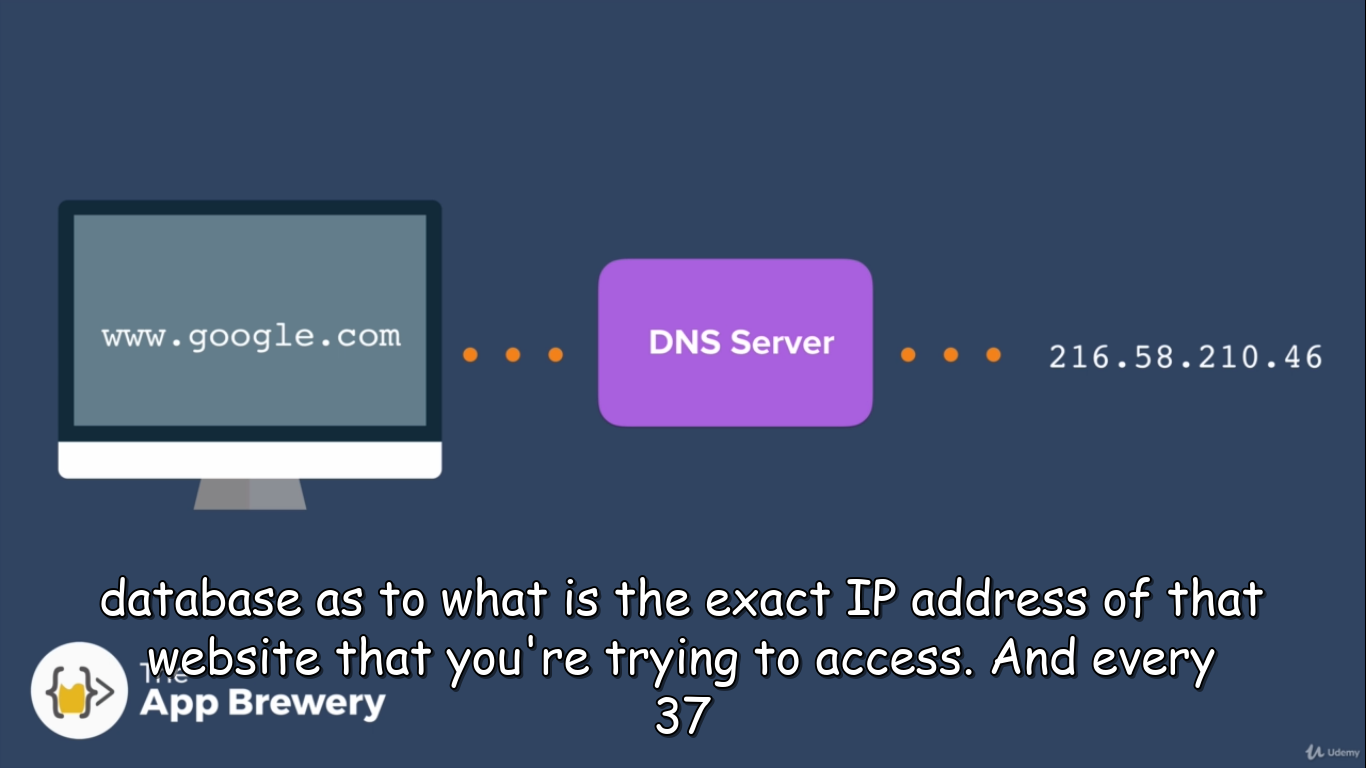 www.google.com
DNS Server
216.58.210.46
database as to what is the exact IP address of that
website that you're trying to access. And every
37
The
App Brewery
Udemy